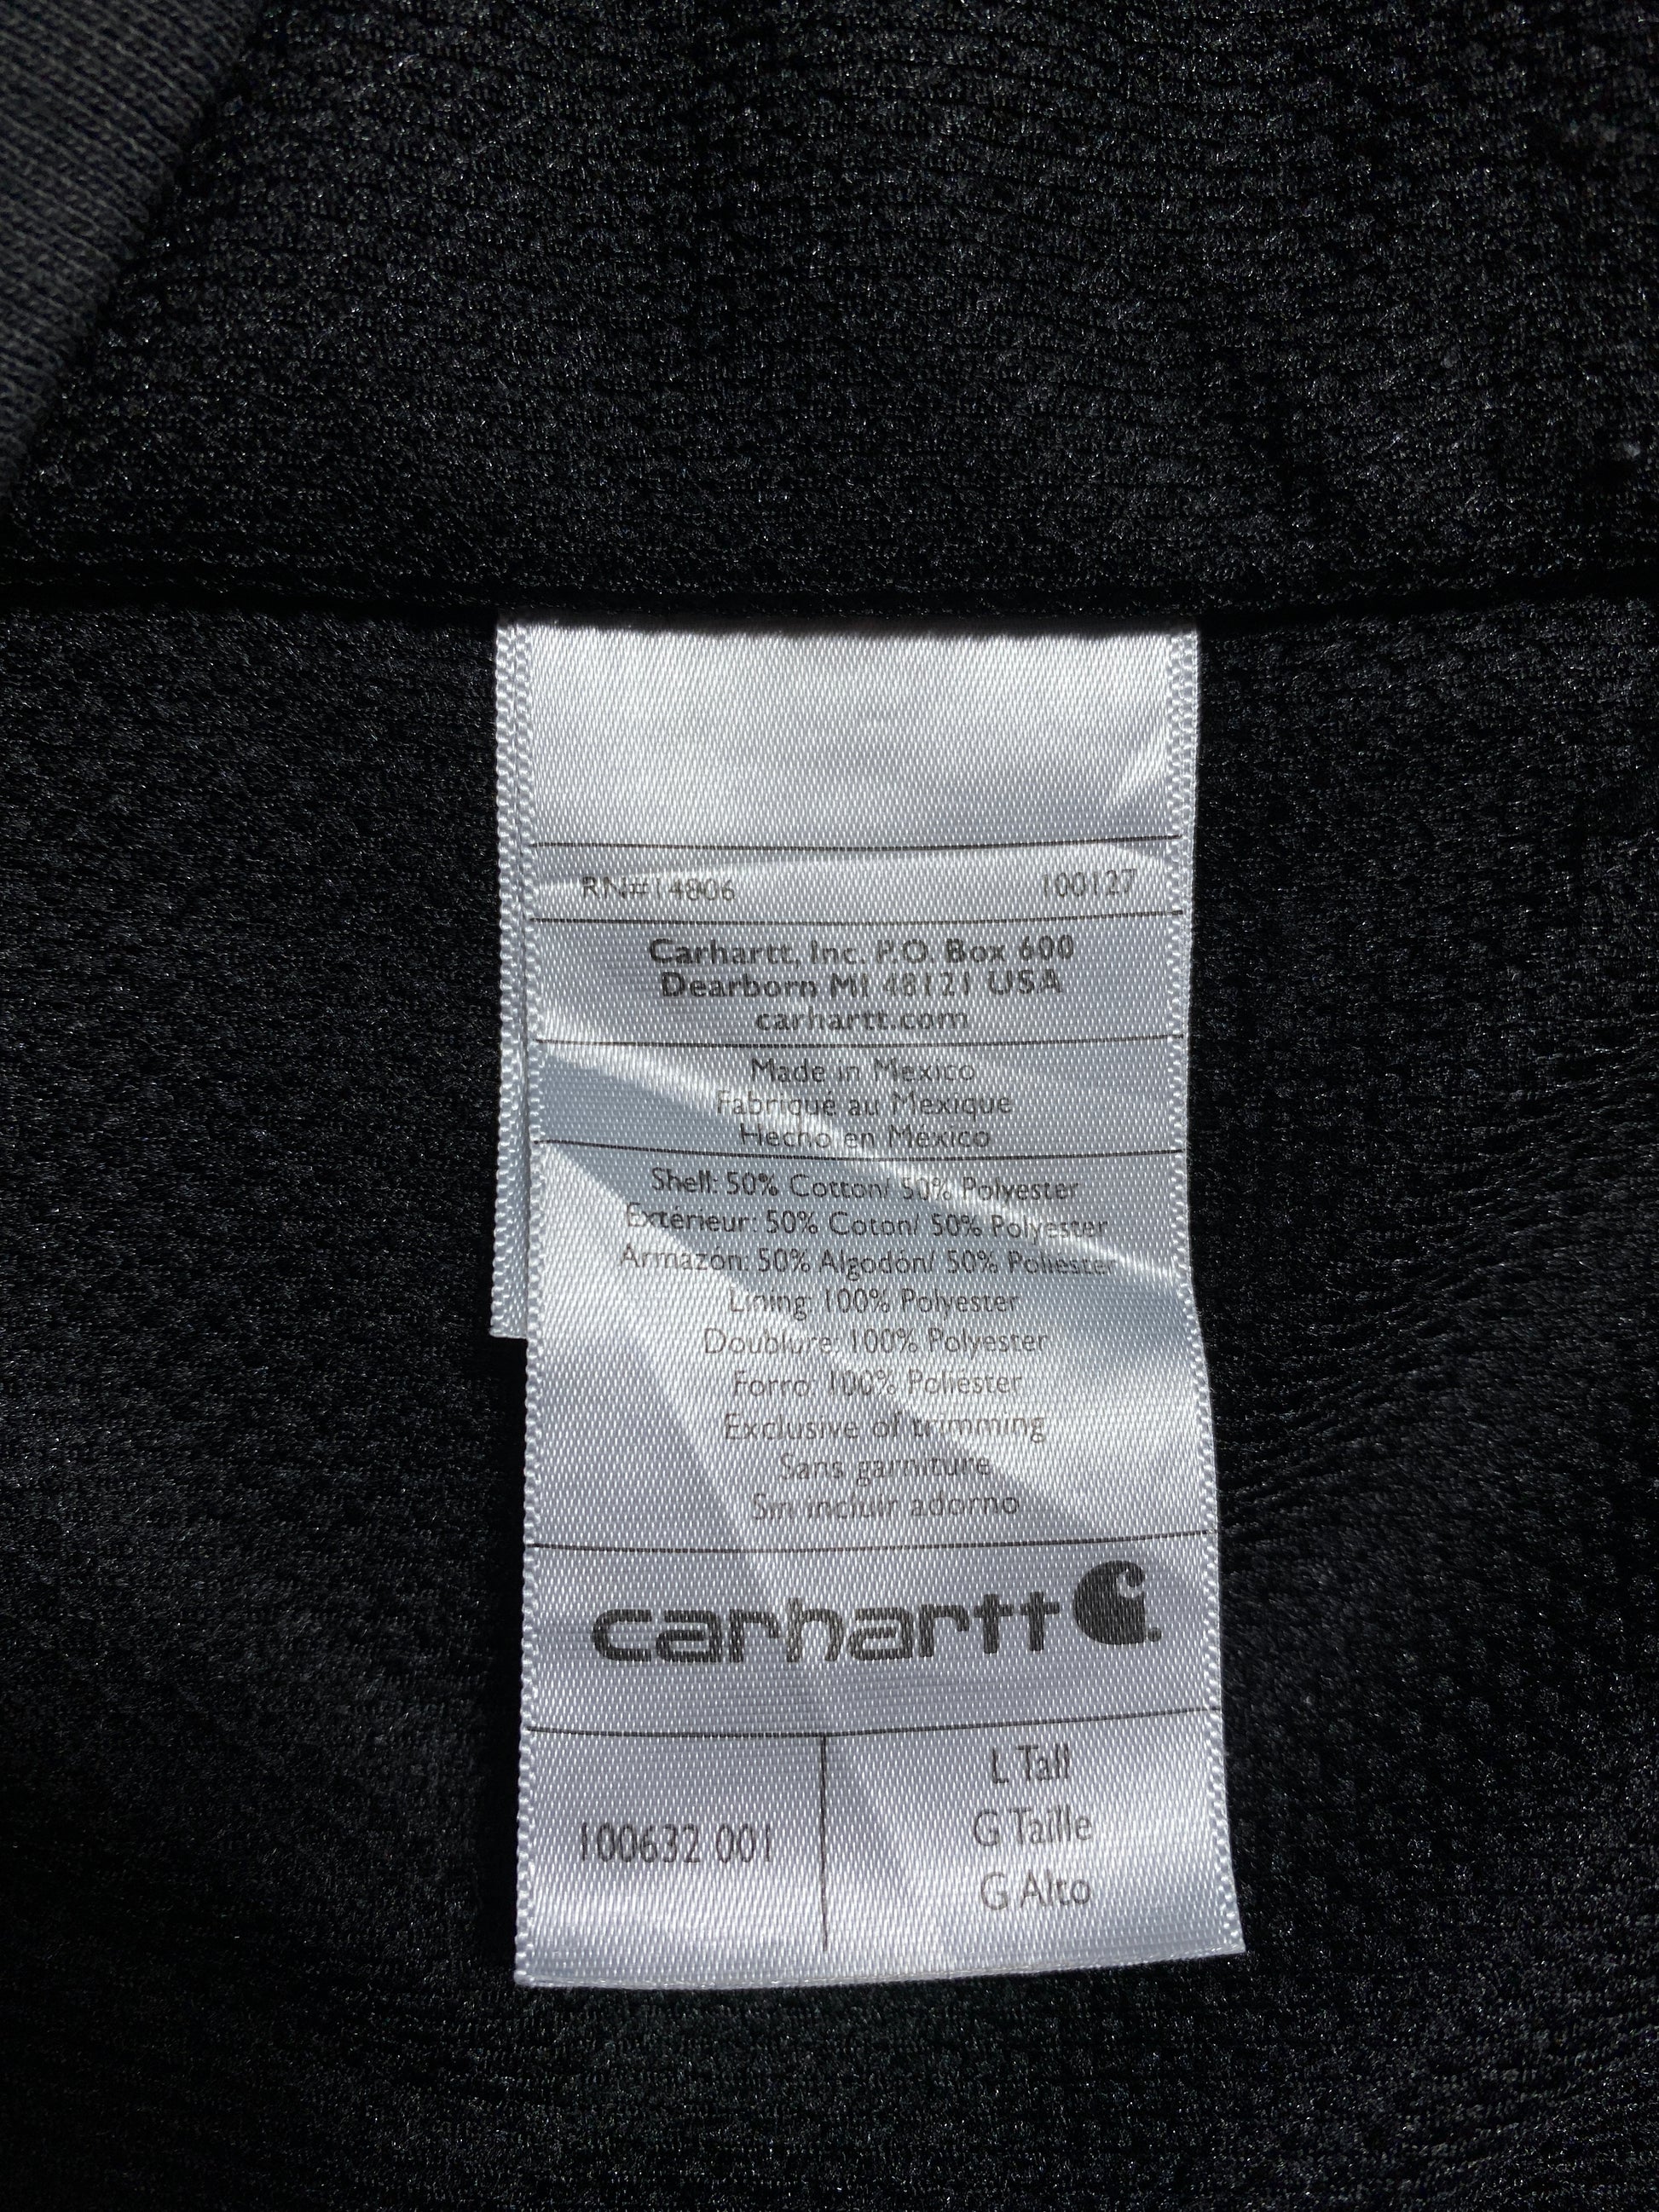 RN#14806 100127
Carhartt, Inc. P.O. Box 600
Dearborn MI 48121 USA
carhartt.com
Made in Mexico
Fabriqué au Mexique
Hecho en Mexico
Shell: 50% Cotton/ 50% Polyester
Extérieur: 50% Coton/ 50% Polyester
Armazón: 50% Algodón/ 50% Poliester
Lining: 100% Polyester
Doublure: 100% Polyester
Forro: 100% Poliester
Exclusive of trimming
Sans garniture
Sin incluir adorno
carhartt
L Tall
G Taille
100632 001
G Alto